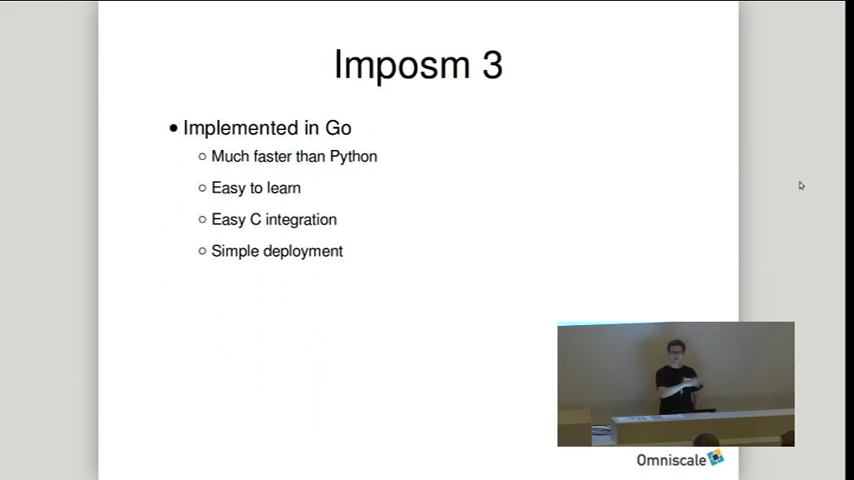 Imposm 3
• Implemented in Go
○ Much faster than Python
○ Easy to learn
○ Easy C integration
○ Simple deployment
Omniscale